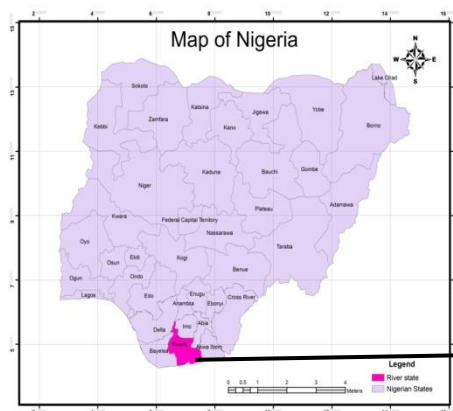 Map of Nigeria
N
W E
S
Lake Chad
Sokoto
Katsina
Jigawa
Yobe
Borno
Zamfara
Kano
Kebbi
Kaduna
Bauchi
Gombe
Niger
Adamawa
Plateau
Kwara
Federal Capital Territory
Nassarawa
Oyo
Taraba
Ekiti
Osun
Kogi
Benue
Ogun
Ondo
Lagos
Edo
Enugu
Anambra
Ebonyi
Cross River
Delta
Imo
Abia
Bayelsa
Akwa Ibom
Legend
River state
Nigerian States
0 0.5 1 2 3 4
Meters